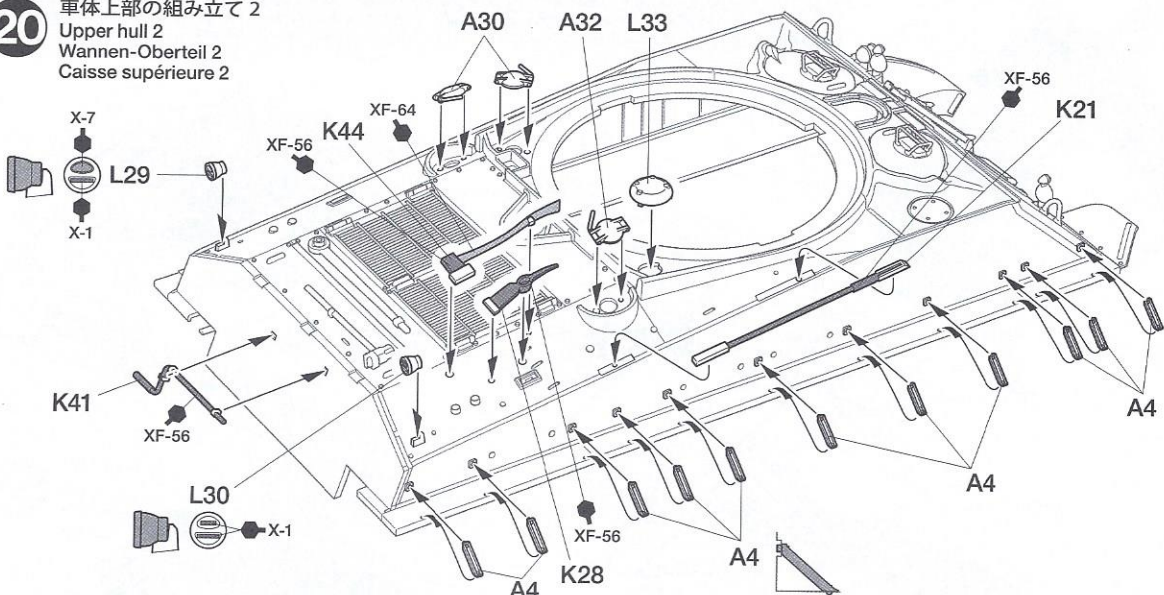 20
車体上部の組み立て 2
Upper hull 2
Wannen-Oberteil 2
Caisse supérieure 2
A30
A32
L33
XF-56
K21
XF-64
K44
XF-56
X-7
L29
X-1
K41
XF-56
A4
A4
L30
X-1
XF-56
A4
A4
K28